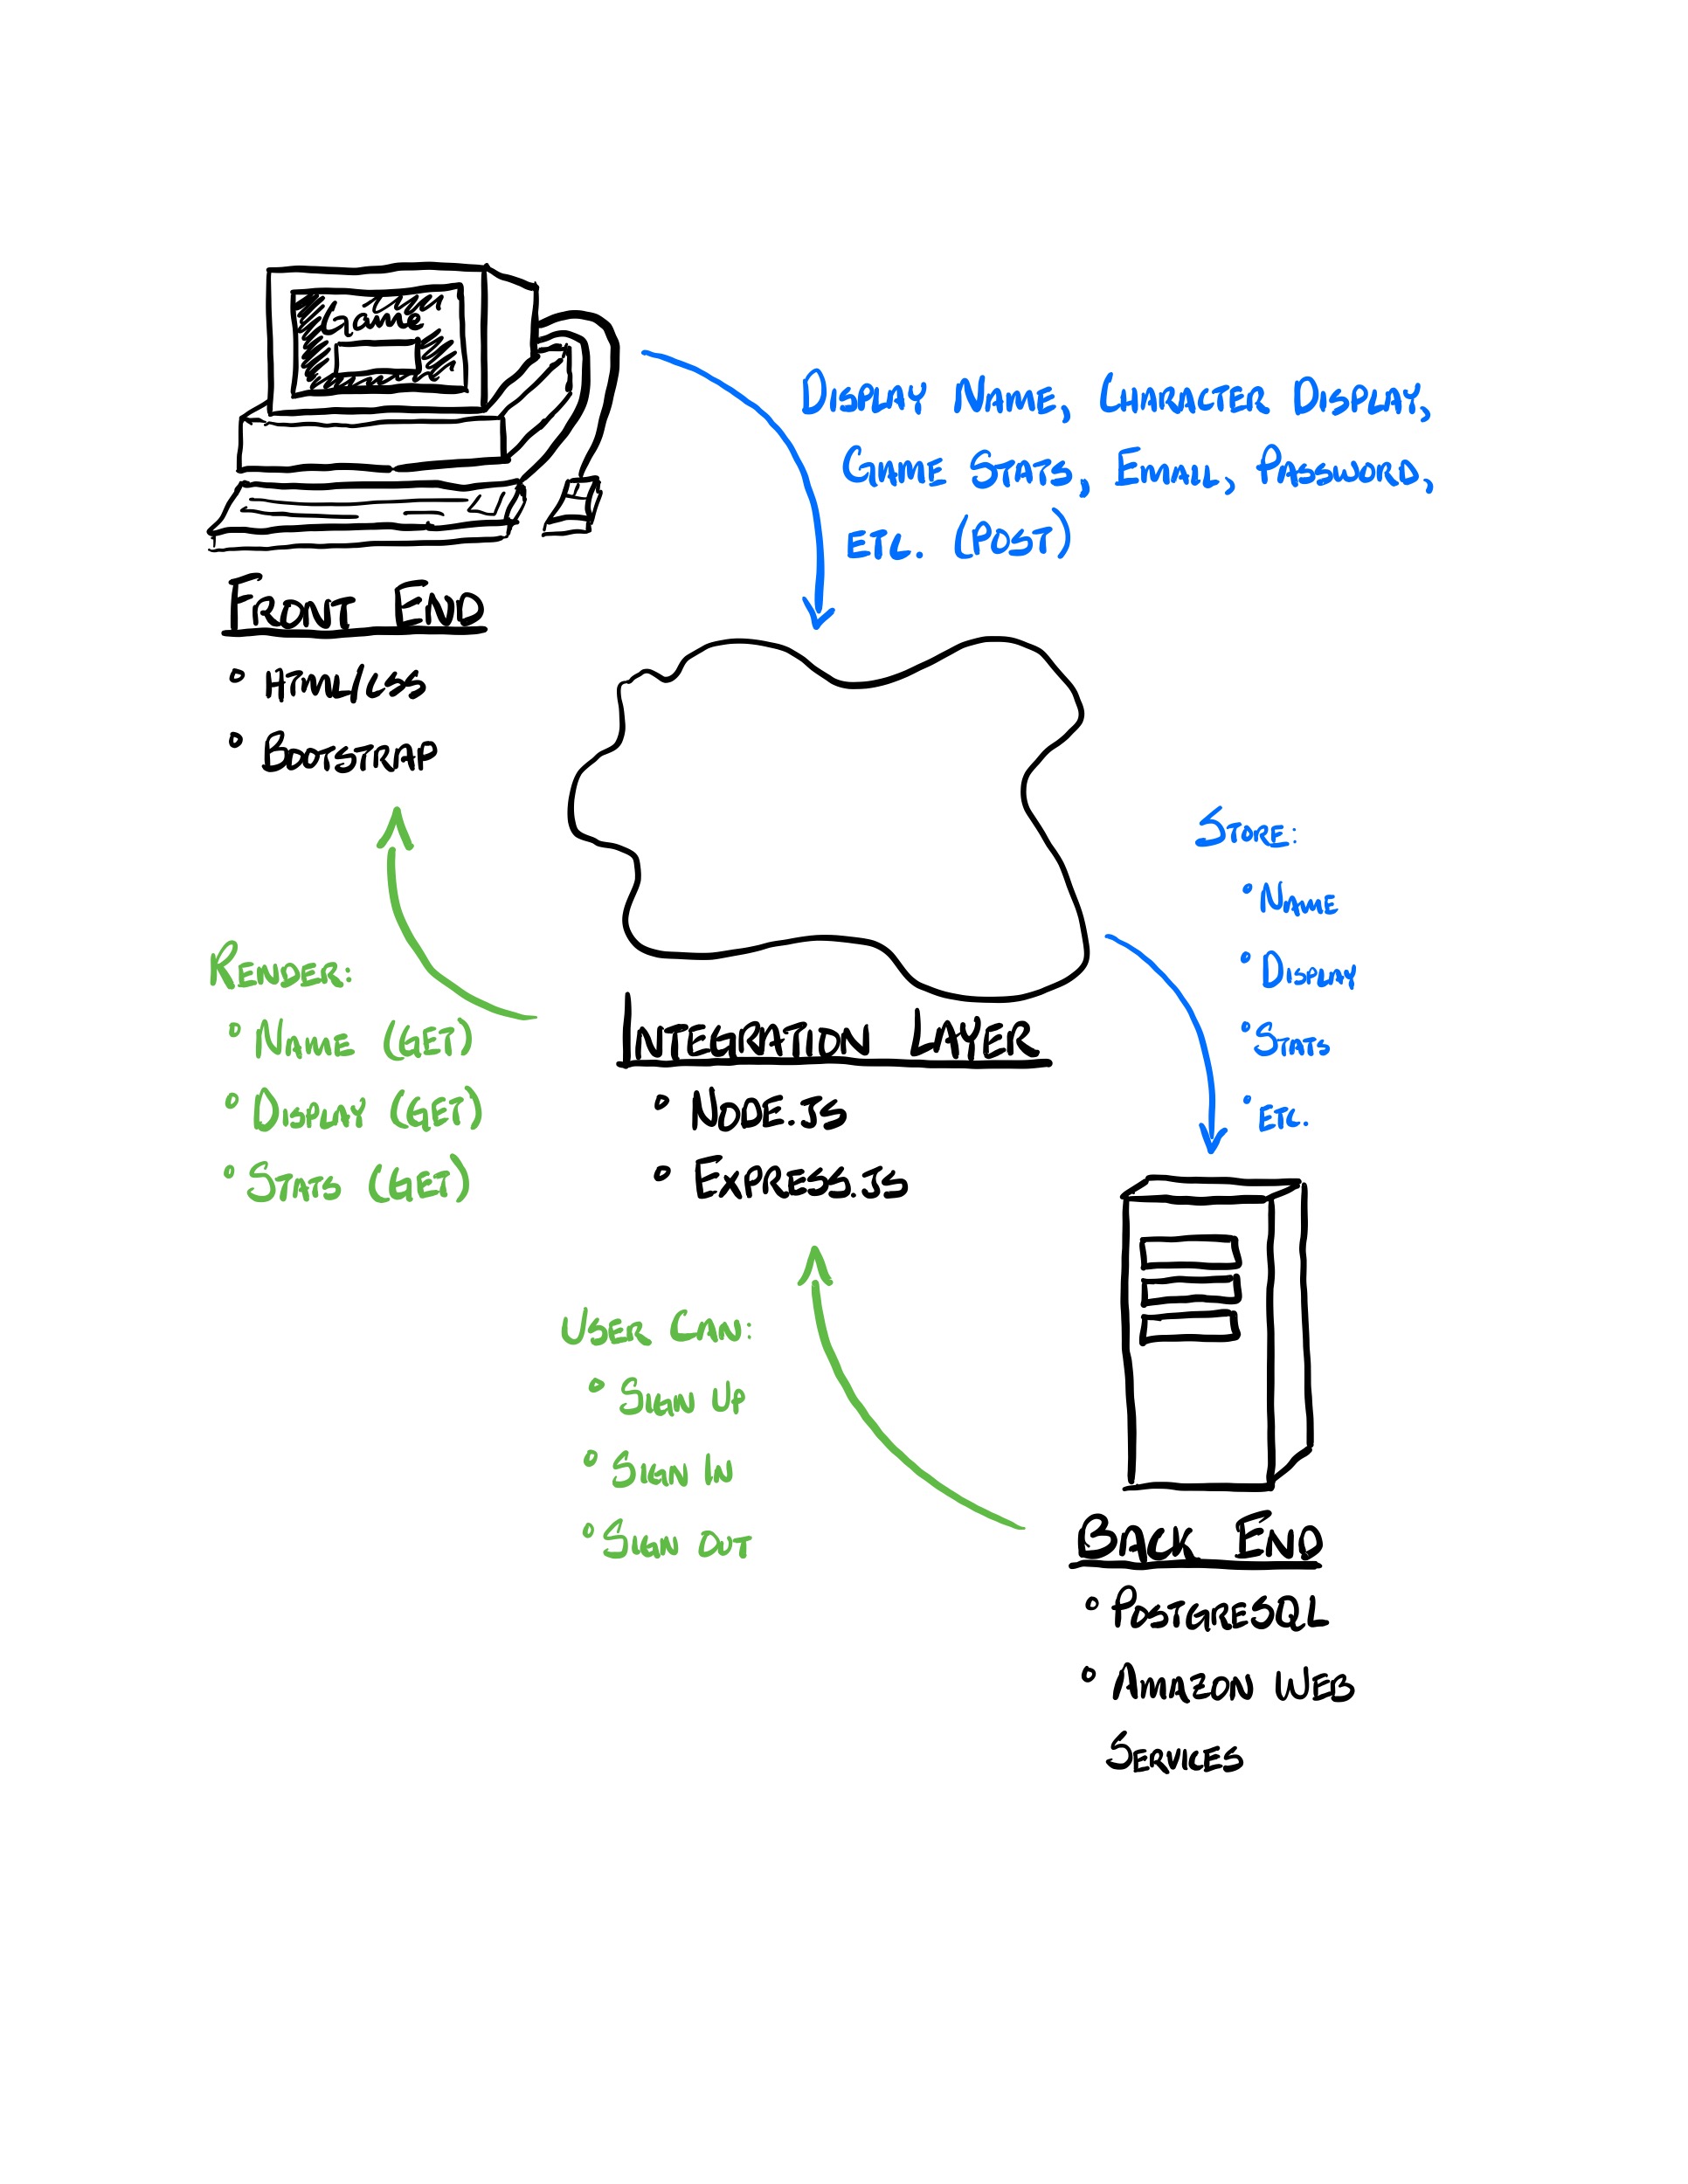 Game
DISPLAY NAME, CHARACTER DISPLAY,
GAME STATS, EMAIL, PASSWORD,
ETC. (POST)
FRONT END
• HTML/CSS
• BOOTSTRAP
STORE:
• NAME
• DISPLAY
• STATS
• ETC.
RENDER:
• NAME (GET)
• DISPLAY (GET)
• STATS (GET)
INTEGRATION LAYER
• NODE.JS
• EXPRESS.JS
USER CAN:
• SIGN UP
• SIGN IN
• SIGN OUT
BACK END
• POSTGRESQL
• AMAZON WEB
SERVICES